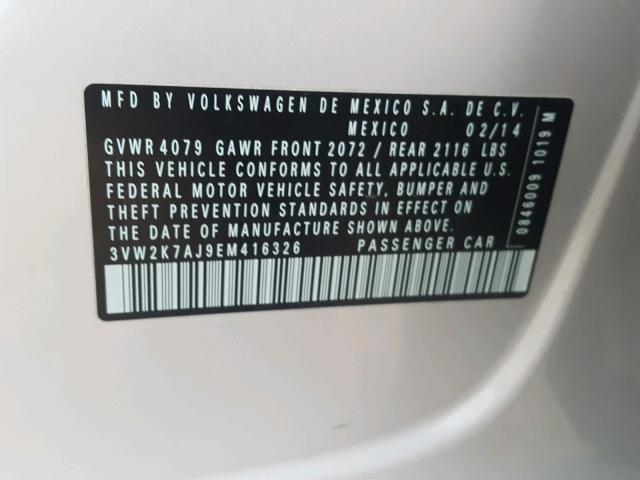 MFD BY VOLKSWAGEN DE MEXICO S.A. DE C.V.
MEXICO 02/14
GVWR 4079 GAWR FRONT 2072 / REAR 2116 LBS
THIS VEHICLE CONFORMS TO ALL APPLICABLE U.S.
FEDERAL MOTOR VEHICLE SAFETY, BUMPER AND
THEFT PREVENTION STANDARDS IN EFFECT ON
THE DATE OF MANUFACTURE SHOWN ABOVE.
3VW2K7AJ9EM416326 PASSENGER CAR
0846009 1019 M